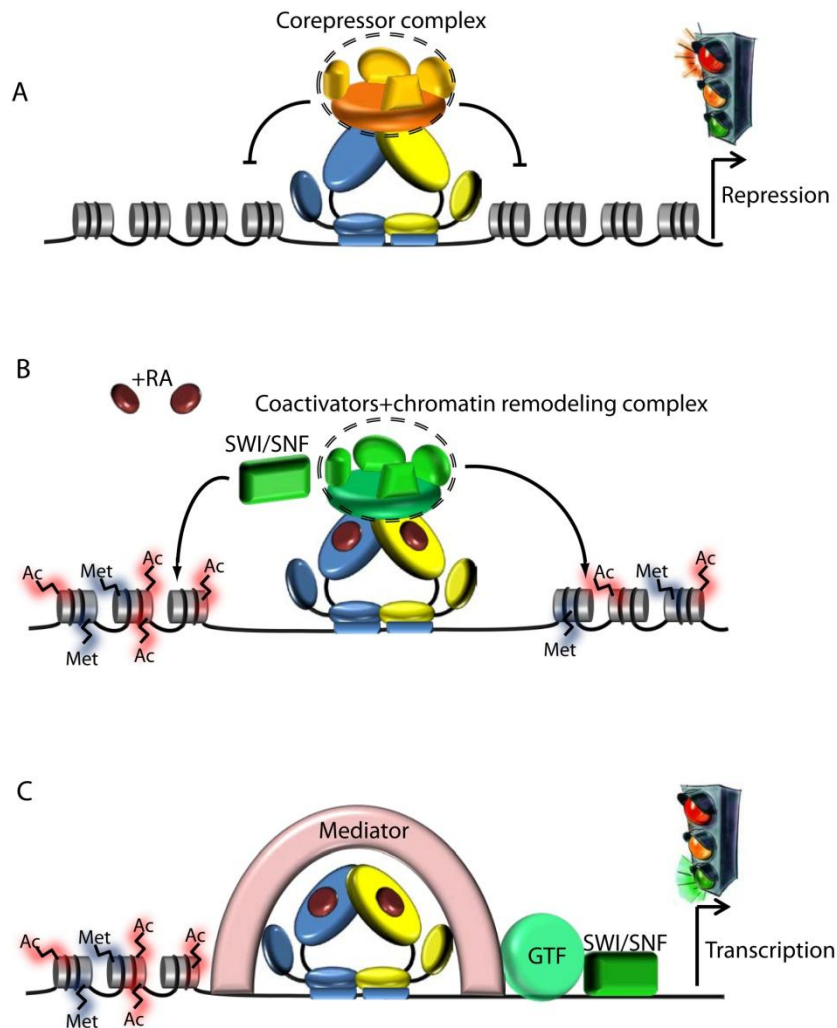 Corepressor complex
A
Repression
B
+RA
Coactivators+chromatin remodeling complex
SWI/SNF
Ac
Met
Ac
Ac
Met
Ac
Ac
Met
Ac
Met
C
Mediator
Ac
Met
Ac
Ac
GTF
SWI/SNF
Transcription
Met
Ac